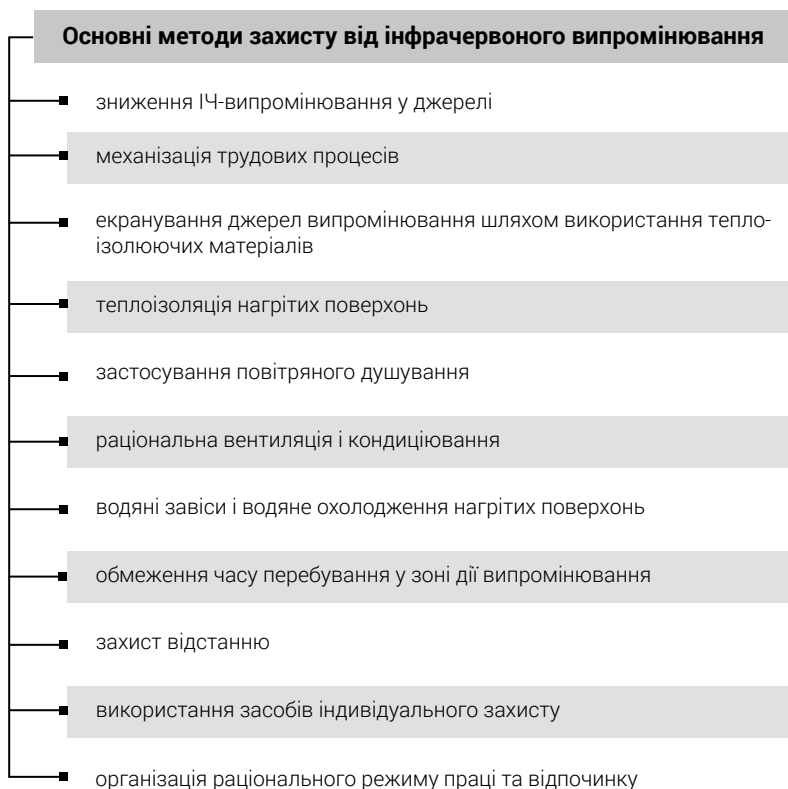 Основні методи захисту від інфрачервоного випромінювання
зниження ІЧ-випромінювання у джерелі
механізація трудових процесів
екранування джерел випромінювання шляхом використання тепло-
ізолюючих матеріалів
теплоізоляція нагрітих поверхонь
застосування повітряного душування
раціональна вентиляція і кондиціювання
водяні завіси і водяне охолодження нагрітих поверхонь
обмеження часу перебування у зоні дії випромінювання
захист відстанню
використання засобів індивідуального захисту
організація раціонального режиму праці та відпочинку